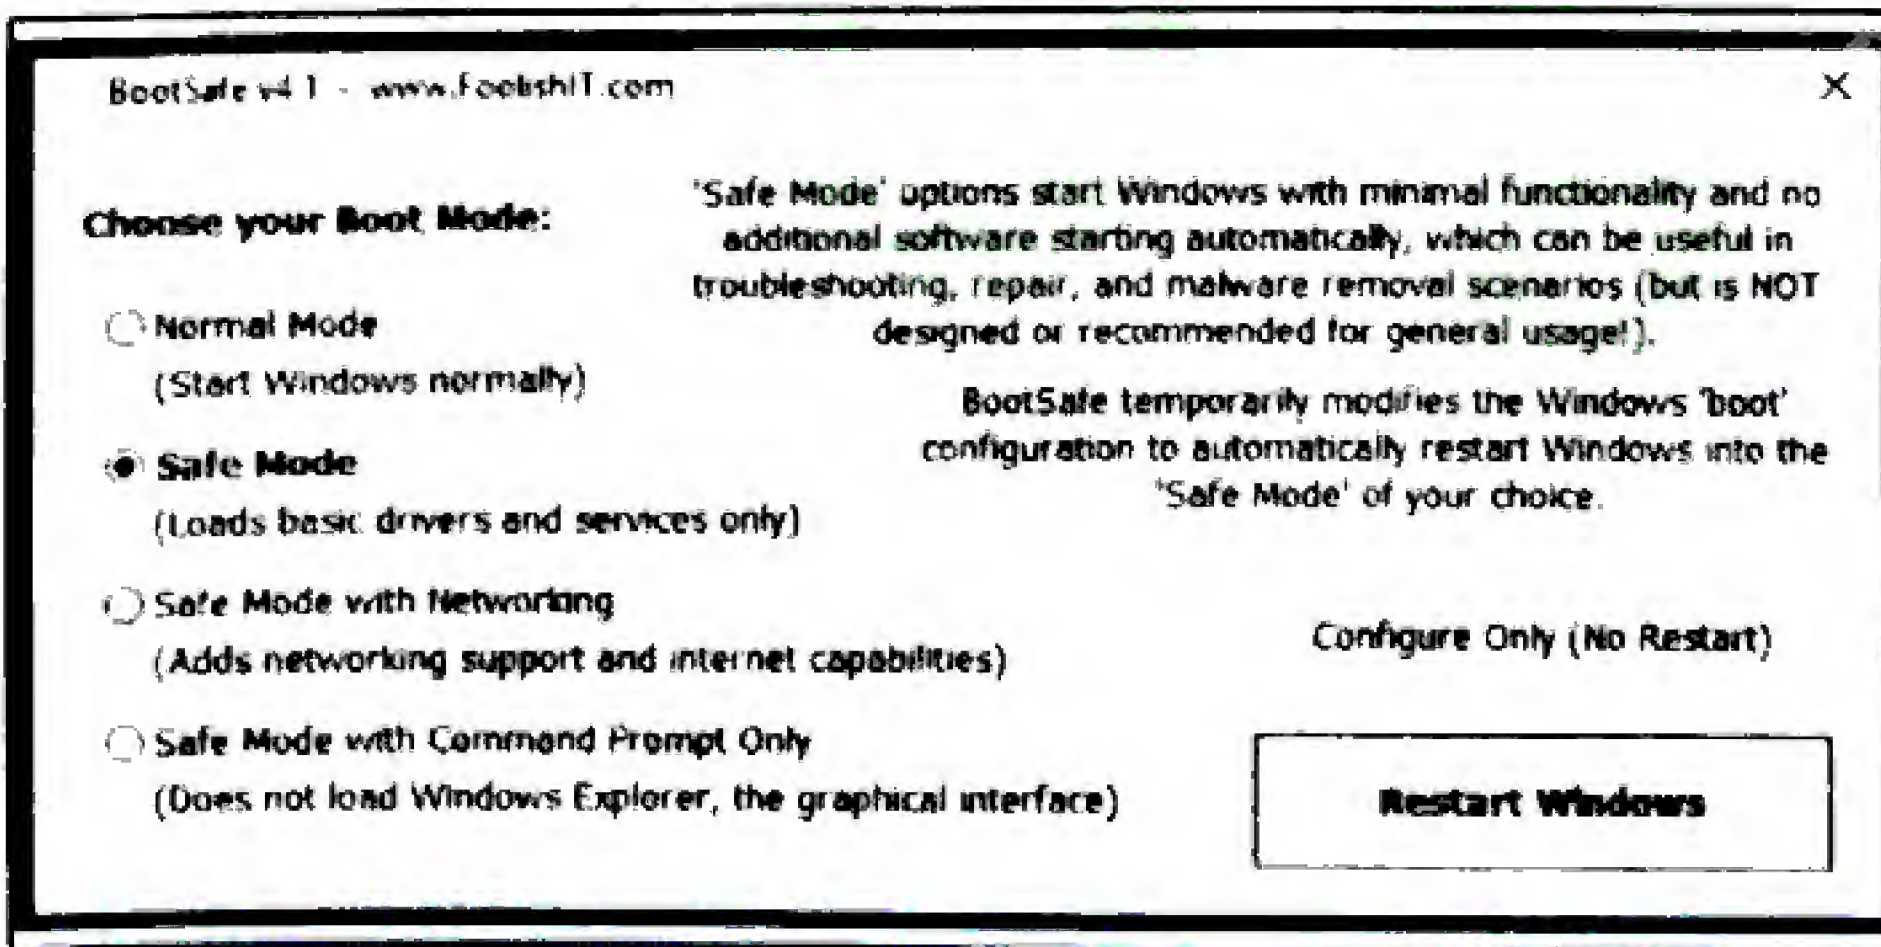 BootSafe v4.1 - www.FoolishIT.com
Choose your Boot Mode:
Normal Mode
(Start Windows normally)
Safe Mode
(Loads basic drivers and services only)
Safe Mode with Networking
(Adds networking support and internet capabilities)
Safe Mode with Command Prompt Only
(Does not load Windows Explorer, the graphical interface)
'Safe Mode' options start Windows with minimal functionality and no
additional software starting automatically, which can be useful in
troubleshooting, repair, and malware removal scenarios (but is NOT
designed or recommended for general usage!).
BootSafe temporarily modifies the Windows 'boot'
configuration to automatically restart Windows into the
'Safe Mode' of your choice.
Configure Only (No Restart)
Restart Windows